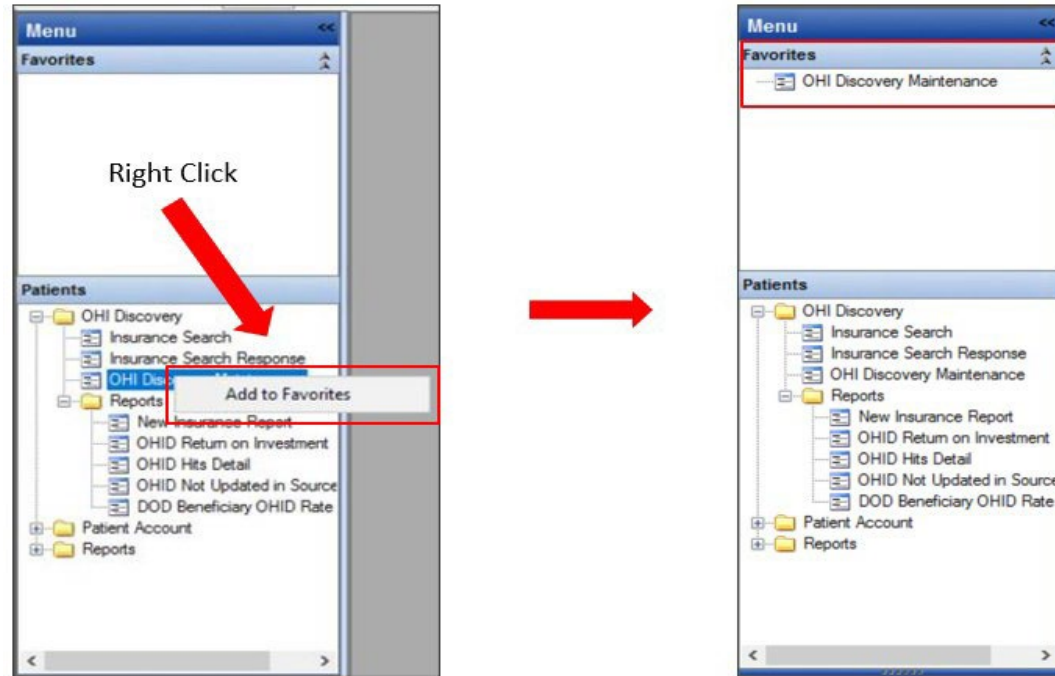 Menu <<
Favorites
Right Click
Patients
OHI Discovery
Insurance Search
Insurance Search Response
OHI Disc
Add to Favorites
Reports
New Insurance Report
OHID Return on Investment
OHID Hits Detail
OHID Not Updated in Source
DOD Beneficiary OHID Rate
Patient Account
Reports
Menu <<
Favorites
OHI Discovery Maintenance
Patients
OHI Discovery
Insurance Search
Insurance Search Response
OHI Discovery Maintenance
Reports
New Insurance Report
OHID Return on Investment
OHID Hits Detail
OHID Not Updated in Source
DOD Beneficiary OHID Rate
Patient Account
Reports